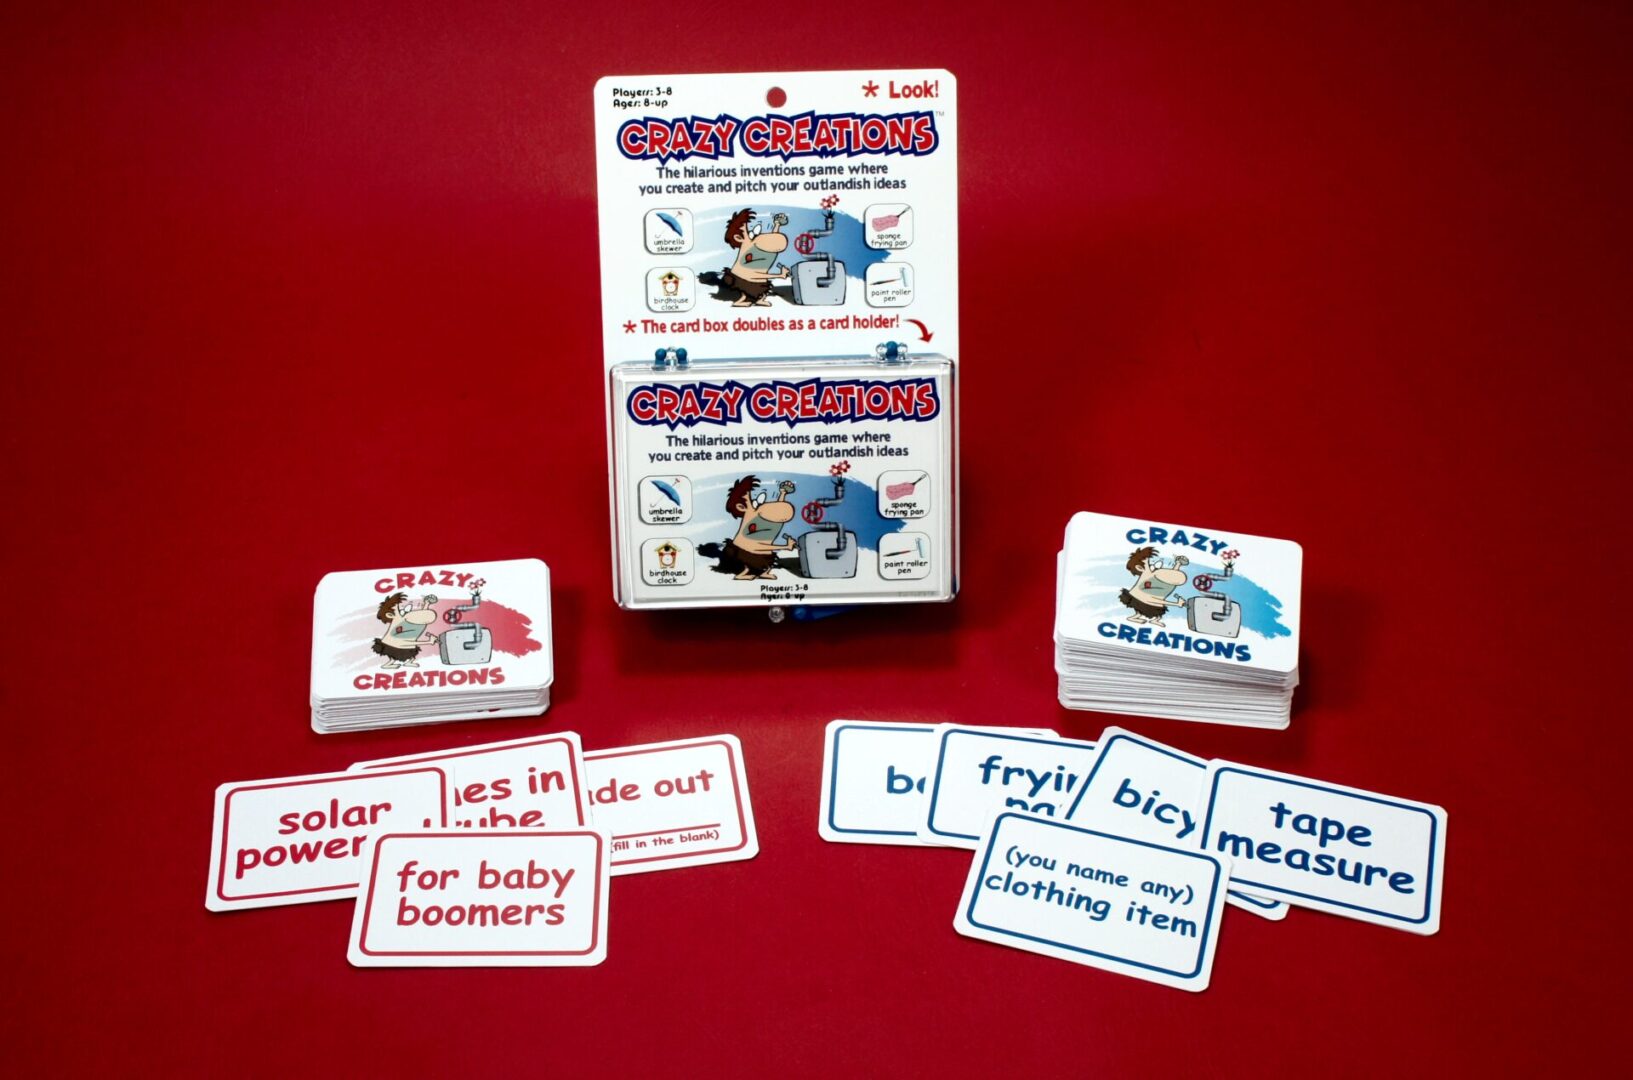 Players: 3-8
Ages: 8-up
* Look!
CRAZY CREATIONS™
The hilarious inventions game where
you create and pitch your outlandish ideas
umbrella
skewer
sponge
frying pan
birdhouse
clock
paint roller
pen
* The card box doubles as a card holder!
CRAZY CREATIONS
The hilarious inventions game where
you create and pitch your outlandish ideas
umbrella
skewer
sponge
frying pan
birdhouse
clock
paint roller
pen
Players: 3-8
Ages: 8-up
CRAZY
CREATIONS
CRAZY
CREATIONS
solar
power
in
for baby
boomers
out
(fill in the blank)
tape
measure
(you name any)
clothing item